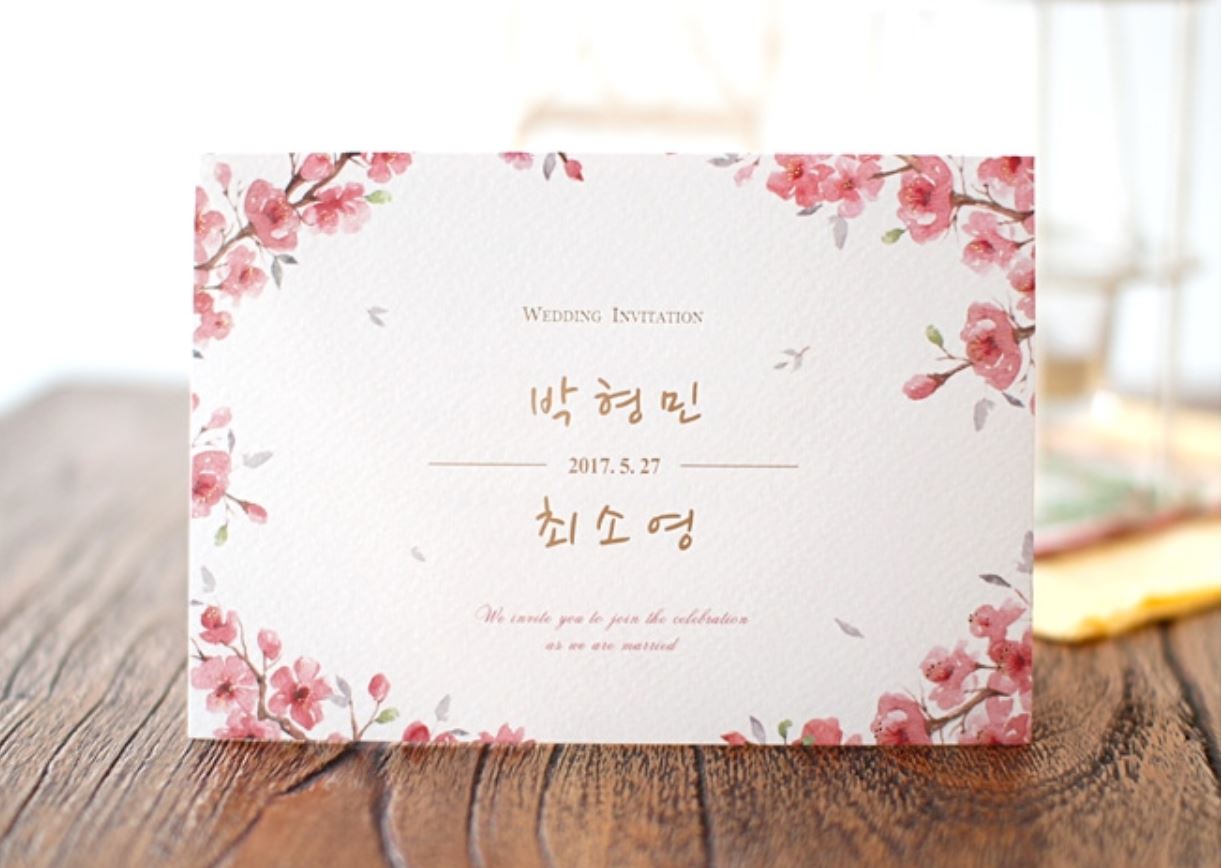 WEDDING INVITATION
박형민
2017. 5. 27
최소영
We invite you to join the celebration
as we are married